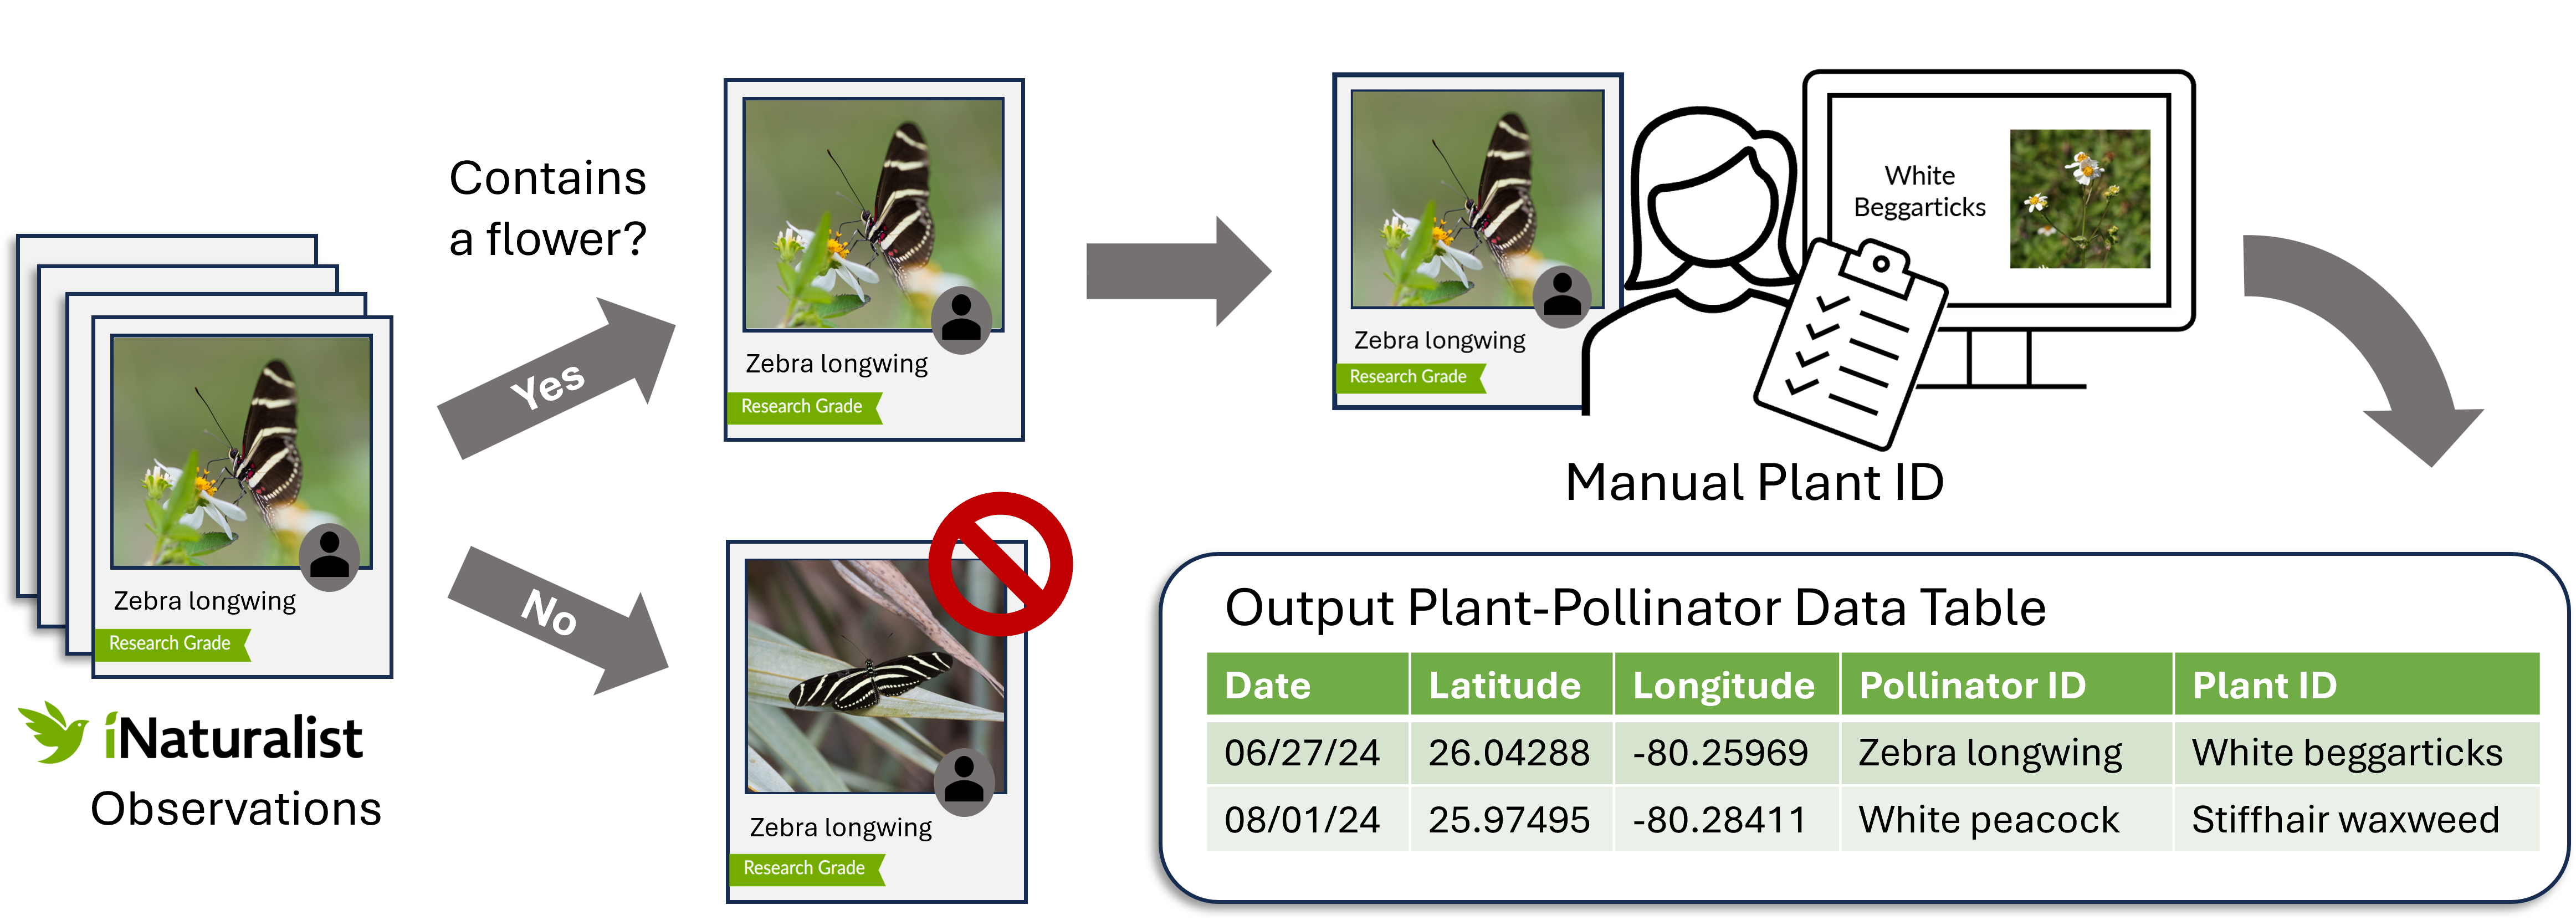 Zebra longwing
Research Grade
iNaturalist
Observations
Contains
a flower?
Yes
No
Zebra longwing
Research Grade
Zebra longwing
Research Grade
Zebra longwing
Research Grade
White
Beggarticks
Manual Plant ID
Output Plant-Pollinator Data Table
Date Latitude Longitude Pollinator ID Plant ID
06/27/24 26.04288 -80.25969 Zebra longwing White beggarticks
08/01/24 25.97495 -80.28411 White peacock Stiffhair waxweed